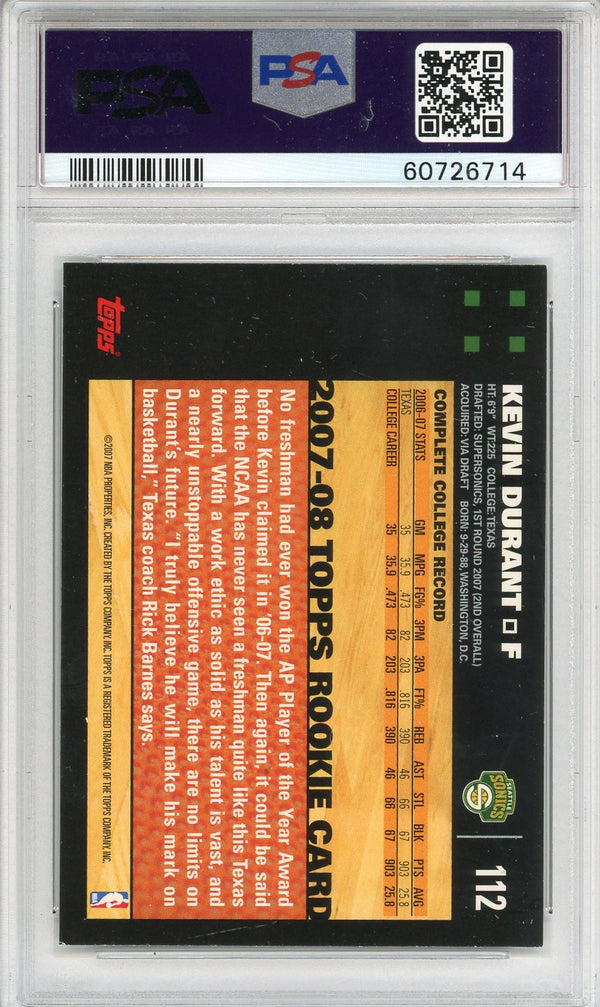 PSA
PSA
60726714
KEVIN DURANT □ F
112
HT: 6'9" WT: 225 COLLEGE: TEXAS
DRAFTED: SUPERSONICS, 1ST ROUND 2007 (2ND OVERALL)
ACQUIRED: VIA DRAFT BORN: 9-29-88, WASHINGTON, D.C.
SEATTLE
SONICS
COMPLETE COLLEGE RECORD
2006-07 STATS GM MPG FG% 3PM 3PA FT% REB AST STL BLK PTS AVG
TEXAS 35 35.9 .473 82 203 .816 390 46 66 67 903 25.8
COLLEGE CAREER 35 35.9 .473 82 203 .816 390 46 66 67 903 25.8
2007-08 TOPPS ROOKIE CARD
No freshman had ever won the AP Player of the Year Award
before Kevin claimed it in '06-07. Then again, it could be said
that the NCAA has never seen a freshman quite like this Texas
forward. With a work ethic as solid as his talent is vast, and
a nearly unstoppable offensive game, there are no limits on
Durant's future. "I truly believe he will make his mark on
basketball," Texas coach Rick Barnes says.
topps®
©2007 NBA PROPERTIES, INC. CREATED BY THE TOPPS COMPANY, INC. TOPPS IS A REGISTERED TRADEMARK OF THE TOPPS COMPANY, INC.
NBA